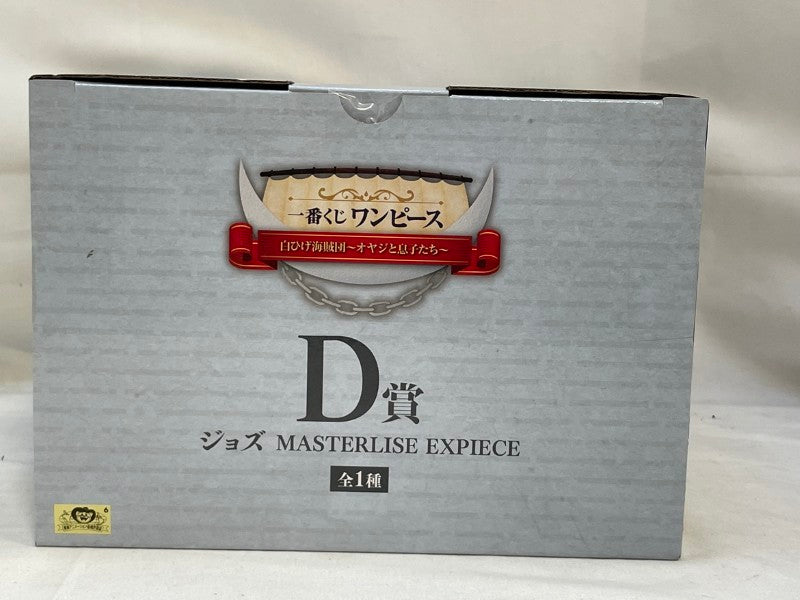 一番くじ ワンピース
白ひげ海賊団～オヤジと息子たち～
D賞
ジョズ MASTERLISE EXPIECE
全1種
6